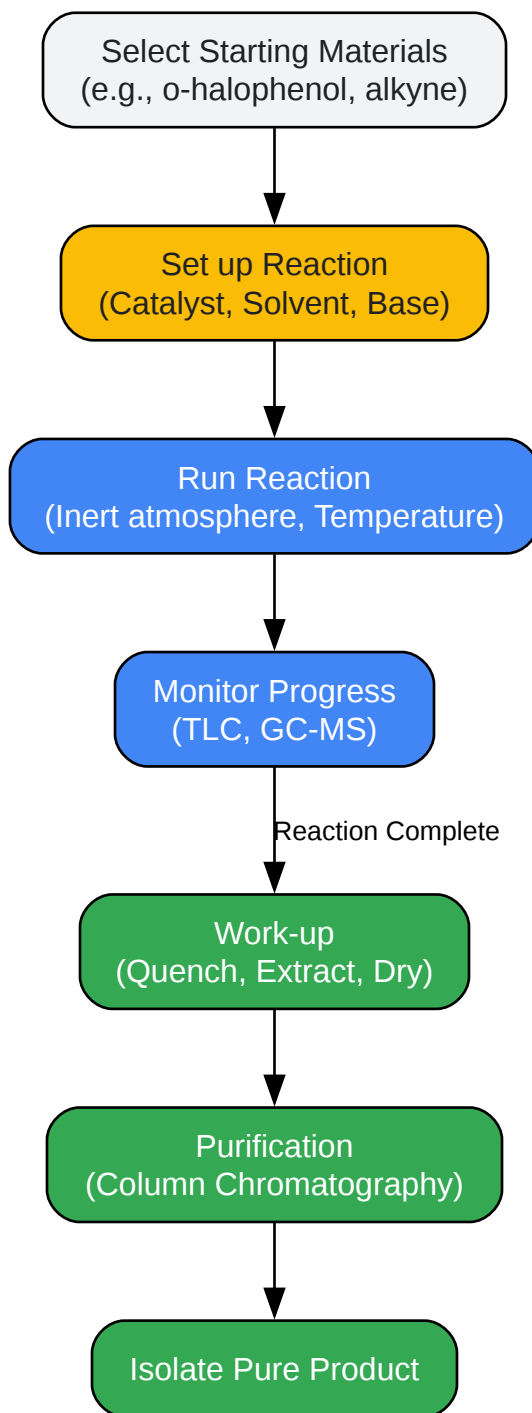 Select Starting Materials
(e.g., o-halophenol, alkyne)
Set up Reaction
(Catalyst, Solvent, Base)
Run Reaction
(Inert atmosphere, Temperature)
Monitor Progress
(TLC, GC-MS)
Reaction Complete
Work-up
(Quench, Extract, Dry)
Purification
(Column Chromatography)
Isolate Pure Product